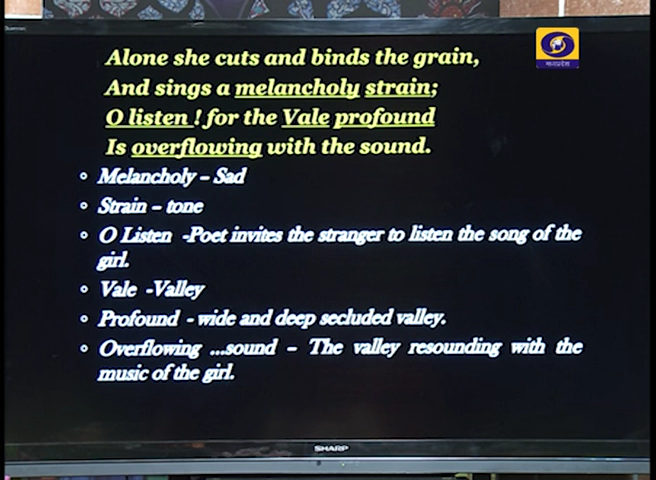 Alone she cuts and binds the grain,
मध्यप्रदेश
And sings a melancholy strain;
O listen ! for the Vale profound
Is overflowing with the sound.
Melancholy – Sad
Strain – tone
O Listen -Poet invites the stranger to listen the song of the
girl.
Vale -Valley
Profound - wide and deep secluded valley.
Overflowing ...sound – The valley resounding with the
music of the girl.
SHARP